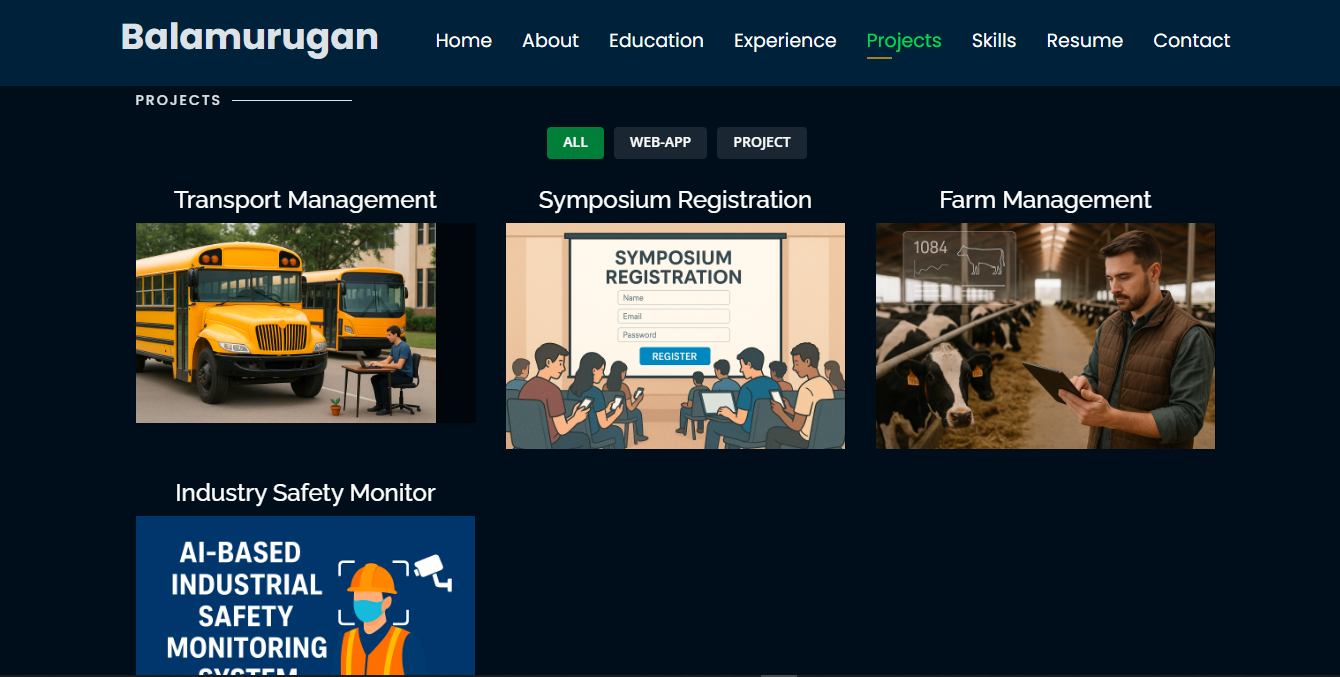 Balamurugan
Home About Education Experience Projects Skills Resume Contact
PROJECTS
ALL WEB-APP PROJECT
Transport Management
Symposium Registration
SYMPOSIUM
REGISTRATION
Name
Email
Password
REGISTER
Farm Management
1084
Industry Safety Monitor
AI-BASED
INDUSTRIAL
SAFETY
MONITORING
SYSTEM